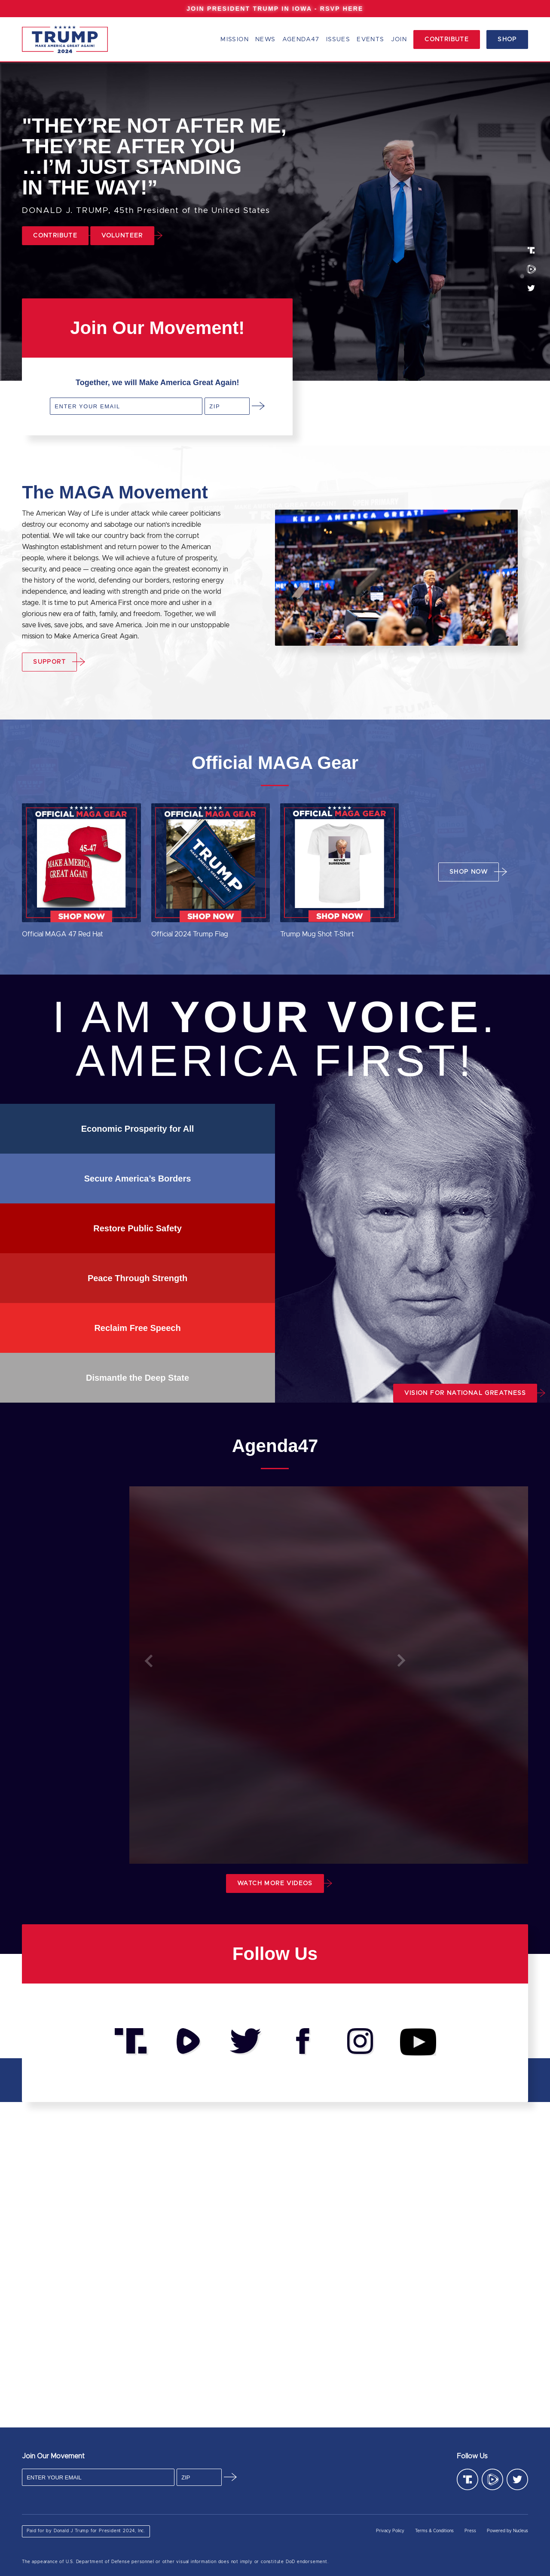 JOIN PRESIDENT TRUMP IN IOWA - RSVP HERE
TRUMP
MAKE AMERICA GREAT AGAIN!
2024
MISSION NEWS AGENDA47 ISSUES EVENTS JOIN CONTRIBUTE SHOP
"THEY’RE NOT AFTER ME,
THEY’RE AFTER YOU
…I’M JUST STANDING
IN THE WAY!”
DONALD J. TRUMP, 45th President of the United States
CONTRIBUTE VOLUNTEER
Join Our Movement!
Together, we will Make America Great Again!
ENTER YOUR EMAIL ZIP
The MAGA Movement
The American Way of Life is under attack while career politicians
destroy our economy and sabotage our nation's incredible
potential. We will take our country back from the corrupt
Washington establishment and return power to the American
people, where it belongs. We will achieve a future of prosperity,
security, and peace — creating once again the greatest economy in
the history of the world, defending our borders, restoring energy
independence, and leading with strength and pride on the world
stage. It is time to put America First once more and usher in a
glorious new era of faith, family, and freedom. Together, we will
save lives, save jobs, and save America. Join me in our unstoppable
mission to Make America Great Again.
KEEP AMERICA GREAT!
SUPPORT
Official MAGA Gear
OFFICIAL MAGA GEAR
45-47
MAKE AMERICA
GREAT AGAIN
SHOP NOW
Official MAGA 47 Red Hat
OFFICIAL MAGA GEAR
TRUMP
SHOP NOW
Official 2024 Trump Flag
OFFICIAL MAGA GEAR
NEVER
SURRENDER!
SHOP NOW
Trump Mug Shot T-Shirt
SHOP NOW
I AM YOUR VOICE.
AMERICA FIRST!
Economic Prosperity for All
Secure America’s Borders
Restore Public Safety
Peace Through Strength
Reclaim Free Speech
Dismantle the Deep State
VISION FOR NATIONAL GREATNESS
Agenda47
WATCH MORE VIDEOS
Follow Us
Join Our Movement
ENTER YOUR EMAIL ZIP
Follow Us
Paid for by Donald J Trump for President 2024, Inc.
Privacy Policy Terms & Conditions Press Powered by Nucleus
The appearance of U.S. Department of Defense personnel or other visual information does not imply or constitute DoD endorsement.